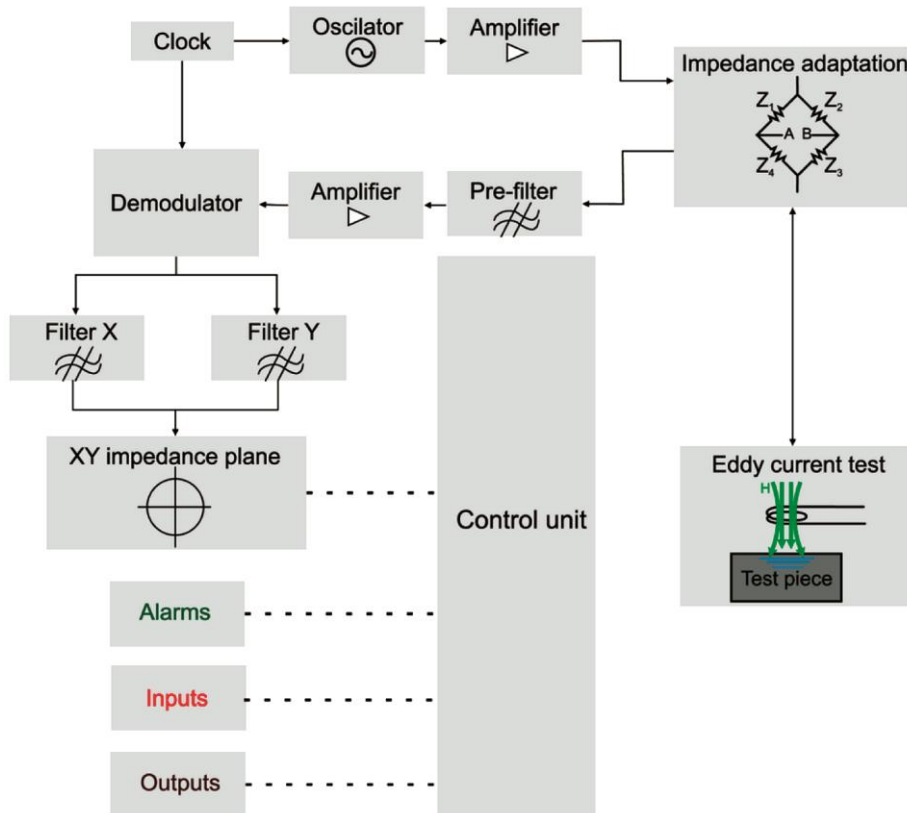 Clock
Oscilator
Amplifier
Impedance adaptation
Z1
Z2
A B
Z4
Z3
Demodulator
Amplifier
Pre-filter
Filter X
Filter Y
XY impedance plane
Control unit
Eddy current test
H
Test piece
Alarms
Inputs
Outputs